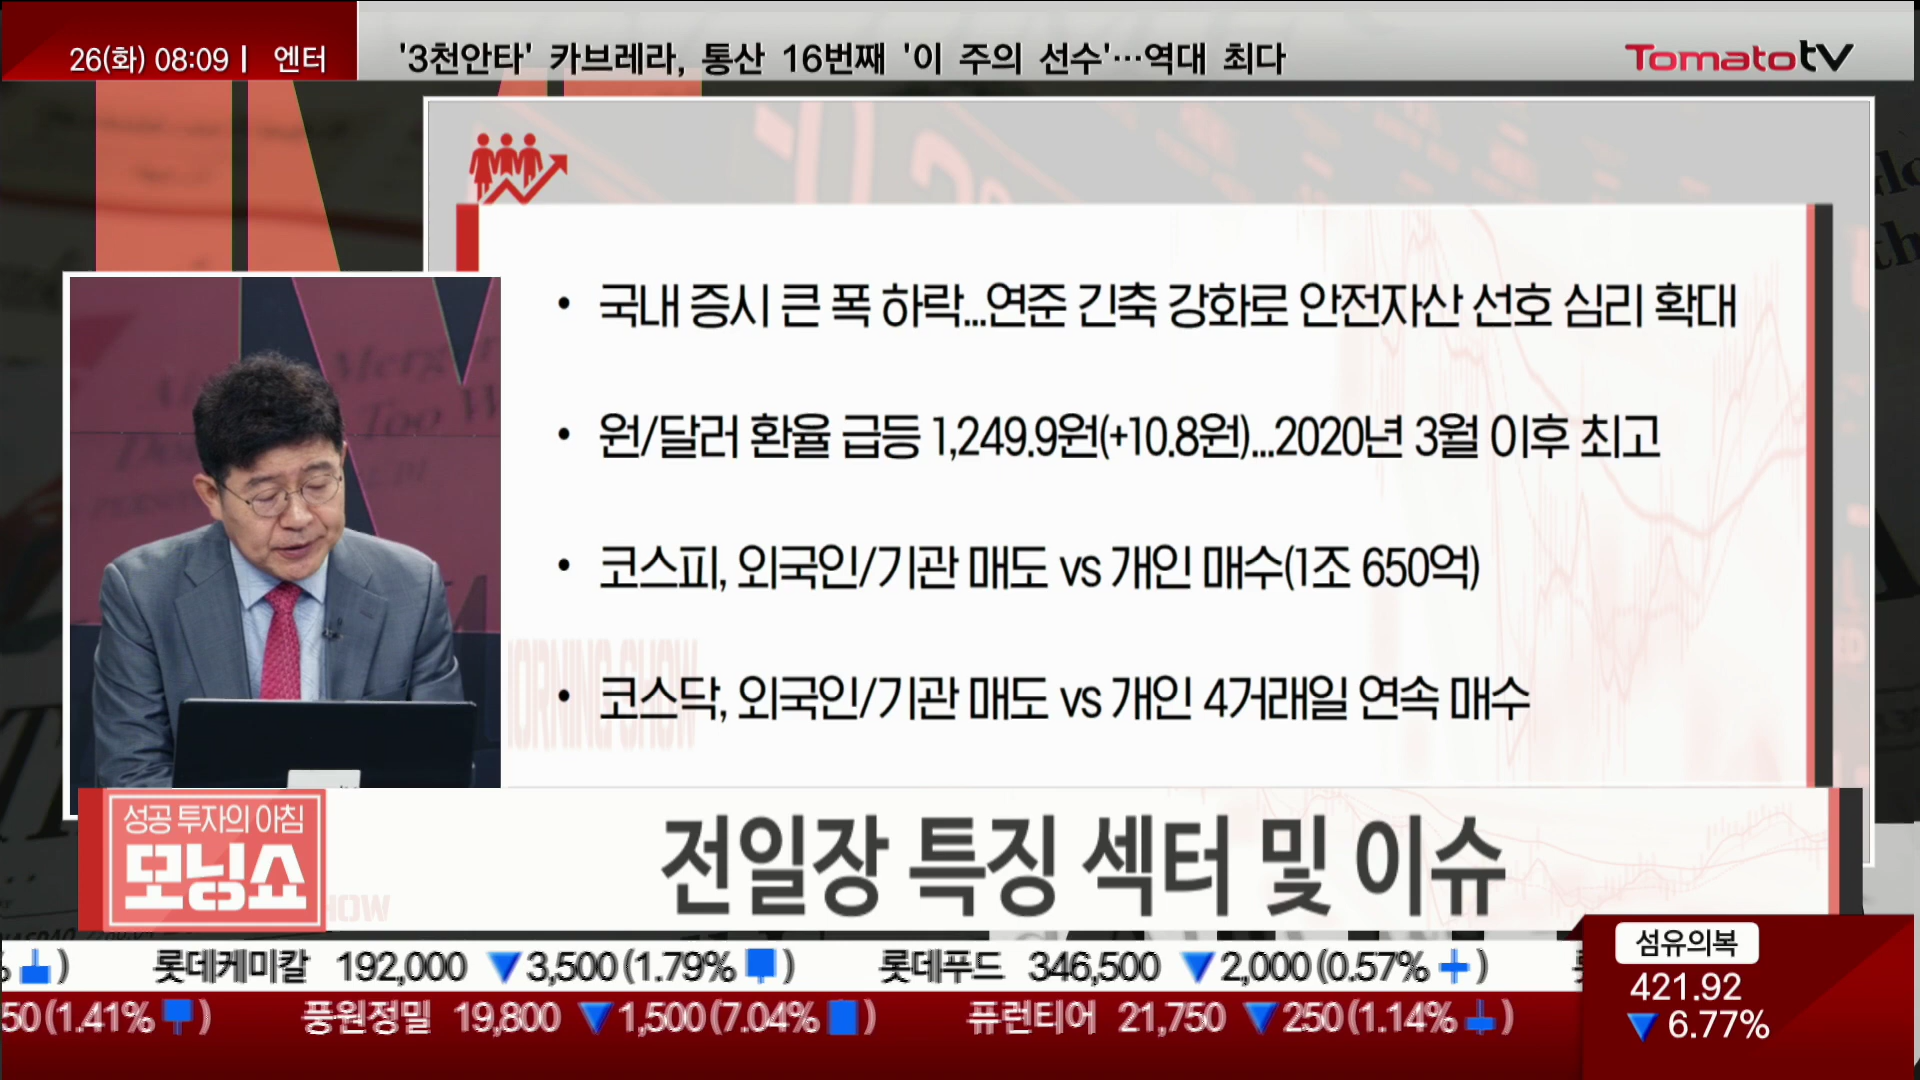 26(화) 08:09 | 엔터
'3천안타' 카브레라, 통산 16번째 '이 주의 선수'…역대 최다
Tomatotv
• 국내 증시 큰 폭 하락...연준 긴축 강화로 안전자산 선호 심리 확대
• 원/달러 환율 급등 1,249.9원(+10.8원)...2020년 3월 이후 최고
• 코스피, 외국인/기관 매도 vs 개인 매수(1조 650억)
• 코스닥, 외국인/기관 매도 vs 개인 4거래일 연속 매수
MORNING SHOW
Merger
Too W
성공 투자의 아침
모닝쇼
전일장 특징 섹터 및 이슈
롯데케미칼 192,000 ▼3,500(1.79%) 롯데푸드 346,500 ▼2,000(0.57%)
50(1.41%) 풍원정밀 19,800 ▼1,500(7.04%) 퓨런티어 21,750 ▼250(1.14%)
섬유의복
421.92
▼6.77%